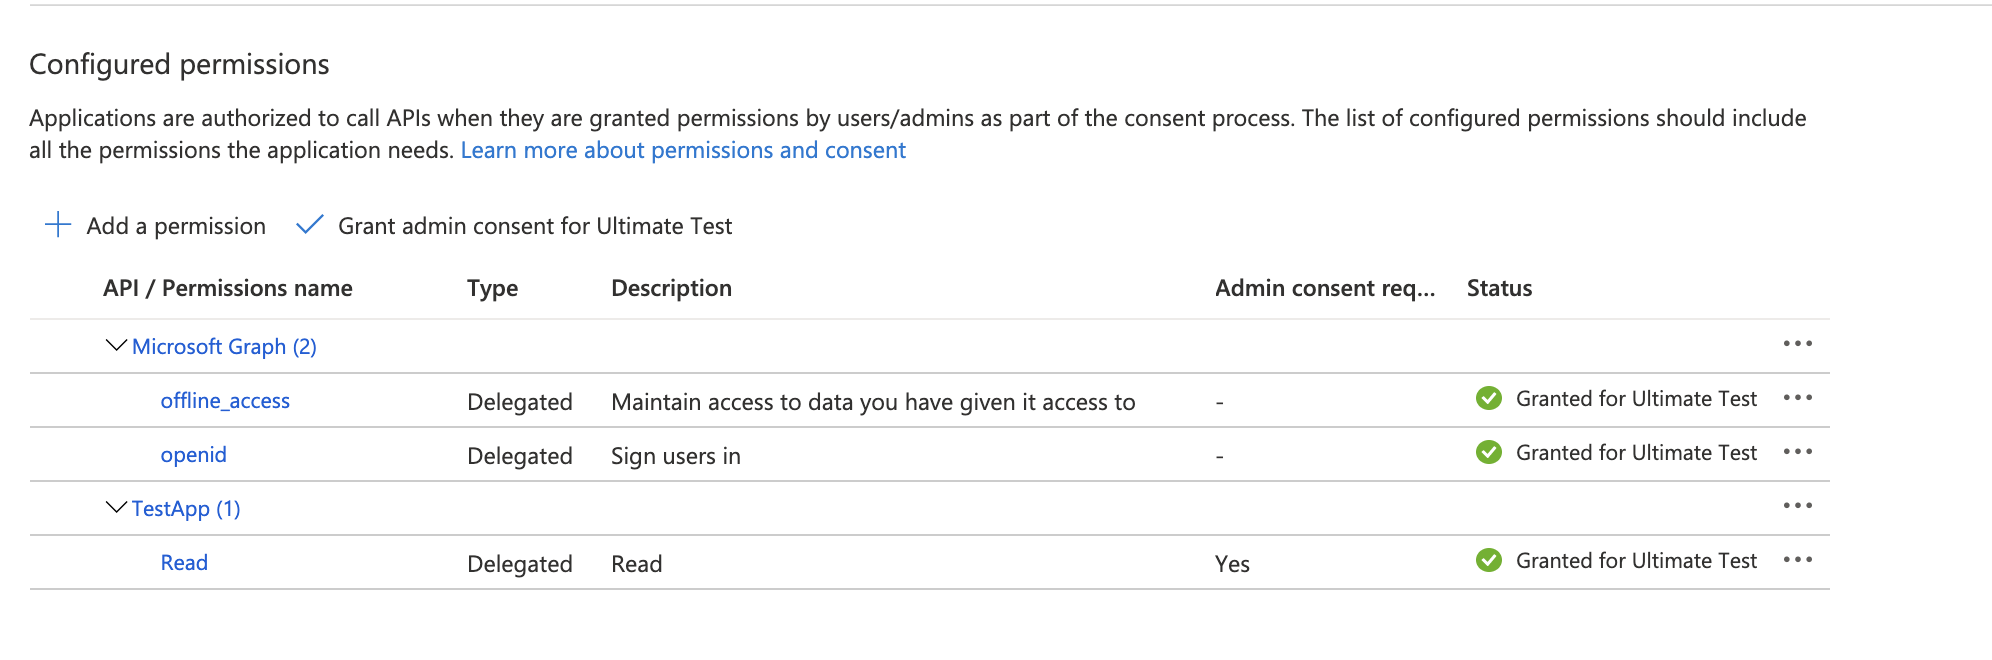 Configured permissions
Applications are authorized to call APIs when they are granted permissions by users/admins as part of the consent process. The list of configured permissions should include
all the permissions the application needs. Learn more about permissions and consent
Add a permission Grant admin consent for Ultimate Test
API / Permissions name Type Description Admin consent req... Status
Microsoft Graph (2) ...
offline_access Delegated Maintain access to data you have given it access to - Granted for Ultimate Test ...
openid Delegated Sign users in - Granted for Ultimate Test ...
TestApp (1) ...
Read Delegated Read Yes Granted for Ultimate Test ...